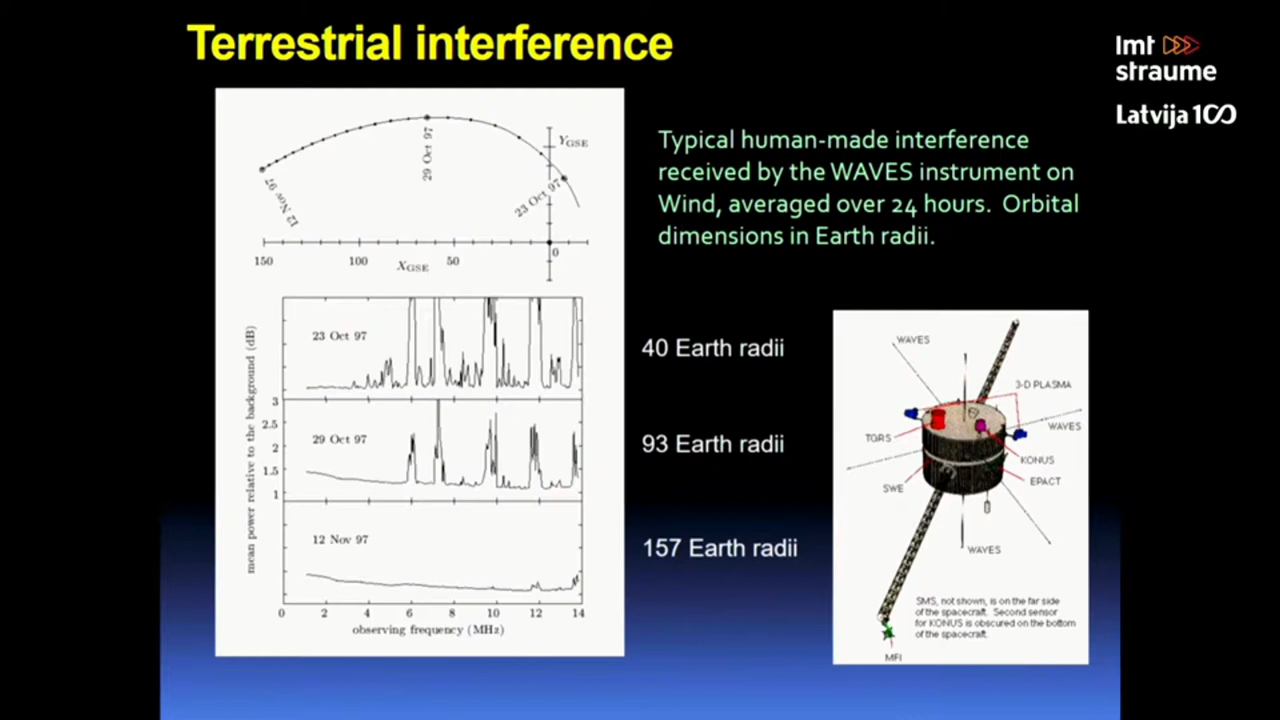 Terrestrial interference
lmt
straume
Latvija 100
Typical human-made interference
received by the WAVES instrument on
Wind, averaged over 24 hours. Orbital
dimensions in Earth radii.
Y GSE
29 Oct 97
23 Oct 97
12 Nov 97
150
100
50
0
X GSE
23 Oct 97
40 Earth radii
3
2.5
2
1.5
1
29 Oct 97
93 Earth radii
12 Nov 97
157 Earth radii
mean power relative to the background (dB)
0 2 4 6 8 10 12 14
observing frequency (MHz)
WAVES
3-D PLASMA
WAVES
TGRS
KONUS
EPACT
SWE
WAVES
SMS, not shown, is on the far side
of the spacecraft. Second sensor
for KONUS is obscured on the bottom
of the spacecraft.
MFI